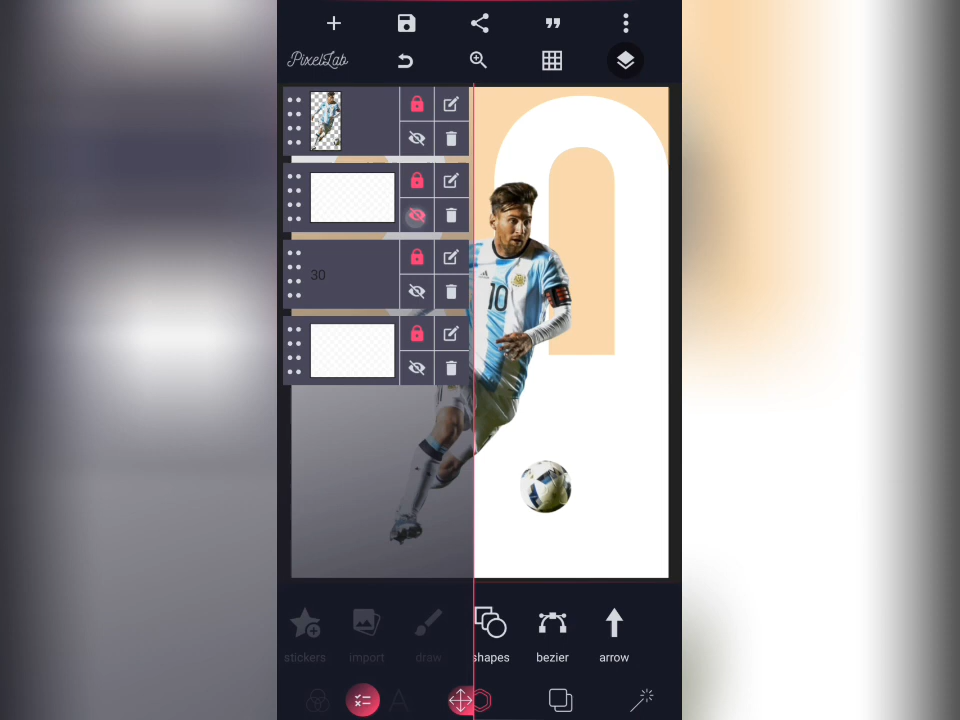 PixelLab
10
30
stickers
import
draw
shapes
bezier
arrow